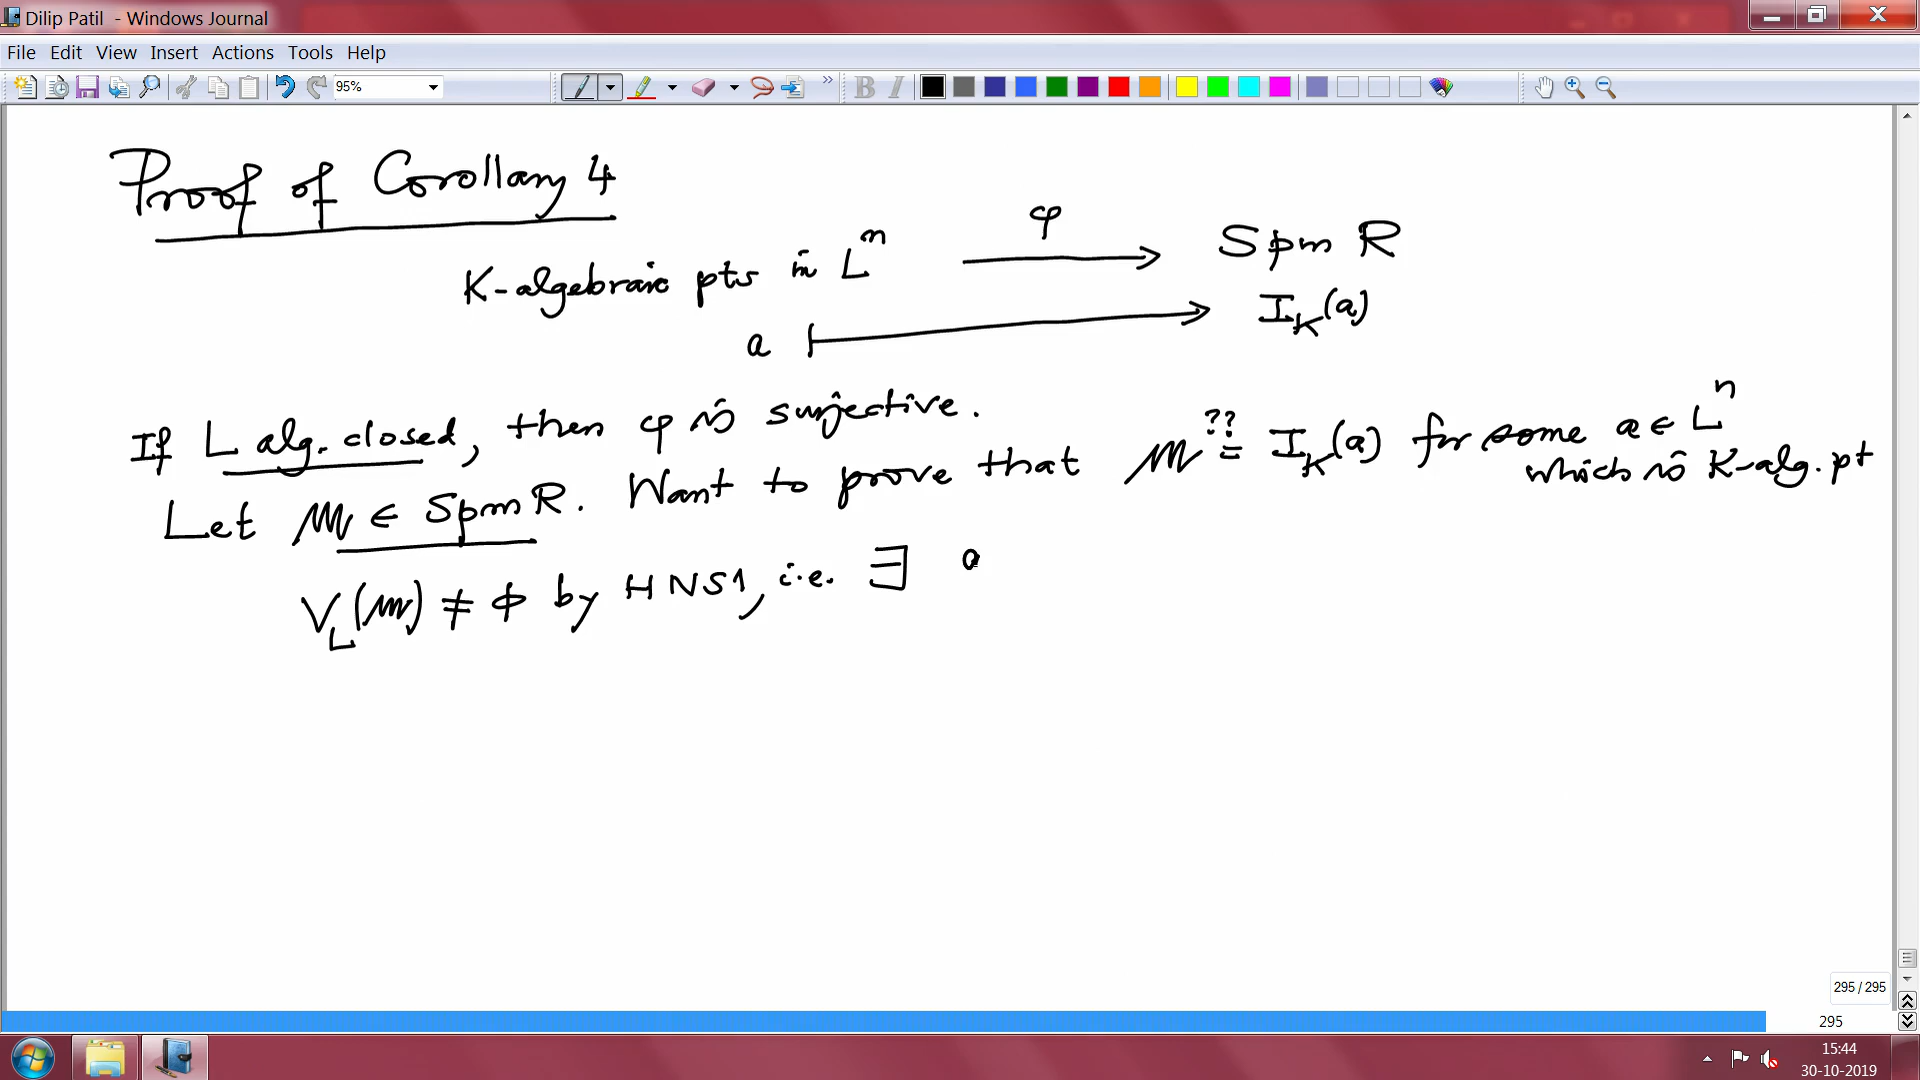 Dilip Patil - Windows Journal
File Edit View Insert Actions Tools Help
95%
Proof of Corollary 4
K-algebraic pts in Lⁿ φ Spm R
a I_K(a)
If L alg. closed, then φ is surjective.
Let 𝔪 ∈ Spm R. Want to prove that 𝔪 ??= I_K(a) for some a ∈ Lⁿ
which is K-alg. pt
V_L(𝔪) ≠ φ by HNS1, i.e. ∃ a
295 / 295
295
15:44
30-10-2019